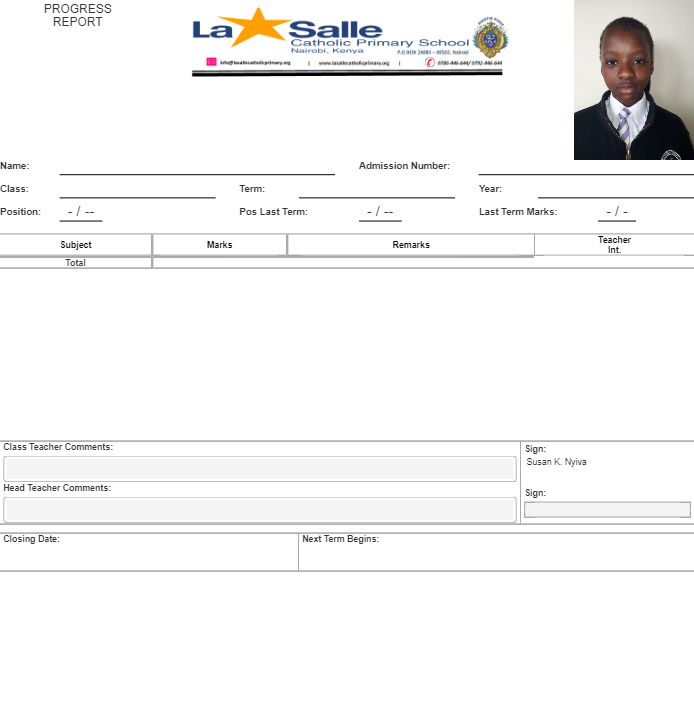 PROGRESS
REPORT
La Salle
Catholic Primary School
Nairobi, Kenya
P.O BOX 24083 – 00502, Nairobi
info@lasallecatholicprimary.org | www.lasallecatholicprimary.org | 0780-446-644/ 0792-446-644
Name: Admission Number:
Class: Term: Year:
Position: - / -- Pos Last Term: - / -- Last Term Marks: - / -
Subject Marks Remarks Teacher
Int.
Total
Class Teacher Comments: Sign:
Susan K. Nyiva
Head Teacher Comments: Sign:
Closing Date: Next Term Begins: